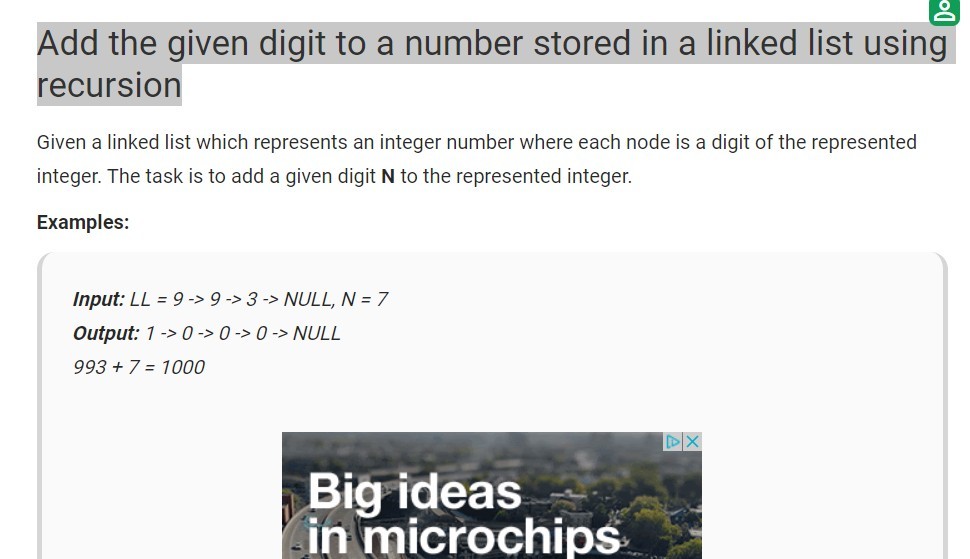 Add the given digit to a number stored in a linked list using
recursion
Given a linked list which represents an integer number where each node is a digit of the represented
integer. The task is to add a given digit N to the represented integer.
Examples:
Input: LL = 9 -> 9 -> 3 -> NULL, N = 7
Output: 1 -> 0 -> 0 -> 0 -> NULL
993 + 7 = 1000
Big ideas
in microchips